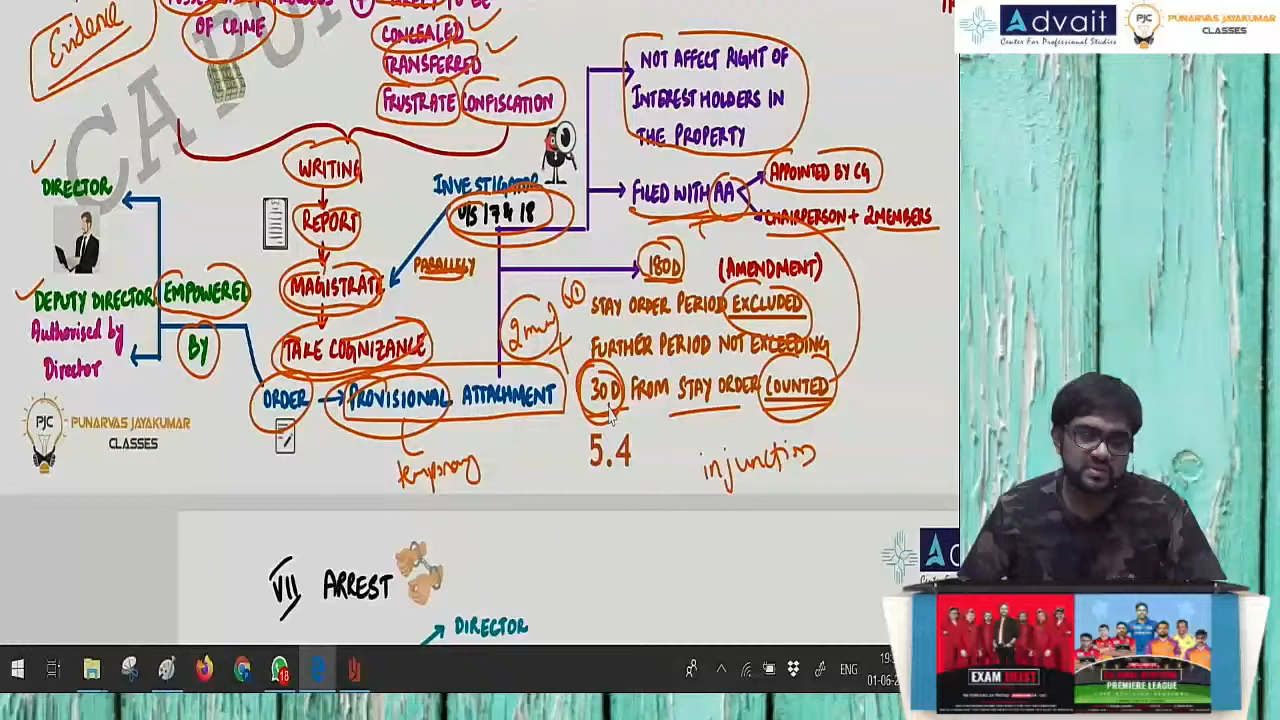 Evidence
OF CRIME
CONCEALED
TRANSFERRED
FRUSTRATE CONFISCATION
WRITING
REPORT
MAGISTRATE
TAKE COGNIZANCE
ORDER → PROVISIONAL ATTACHMENT
temporary
DIRECTOR
DEPUTY DIRECTOR
Authorised by
Director
EMPOWERED
BY
INVESTIGATOR
U/S 17 & 18
PARALLELY
NOT AFFECT RIGHT OF
INTEREST HOLDERS IN
THE PROPERTY
FILED WITH AA
APPOINTED BY CG
CHAIRPERSON + 2 MEMBERS
180D (AMENDMENT)
60
STAY ORDER PERIOD EXCLUDED
+
FURTHER PERIOD NOT EXCEEDING
30D FROM STAY ORDER COUNTED
5.4
injunction
PJC PUNARVAS JAYAKUMAR
CLASSES
VII ARREST
DIRECTOR
Advait
Center For Professional Studies
PJC PUNARVAS JAYAKUMAR
CLASSES
EXAM HEIST
PREMIERE LEAGUE
18
ENG